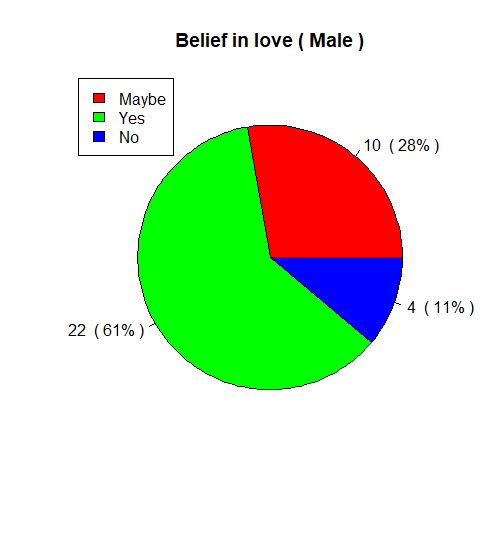 Belief in love ( Male )
Maybe
Yes
No
10 ( 28% )
22 ( 61% )
4 ( 11% )